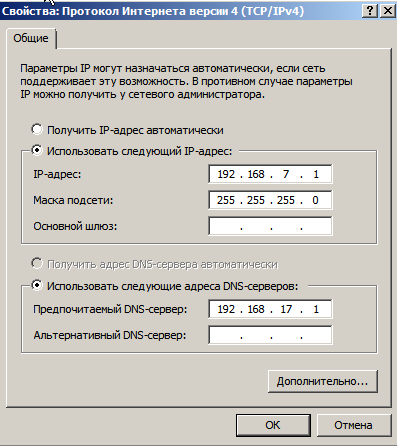 Свойства: Протокол Интернета версии 4 (TCP/IPv4)
Общие
Параметры IP могут назначаться автоматически, если сеть
поддерживает эту возможность. В противном случае параметры
IP можно получить у сетевого администратора.
Получить IP-адрес автоматически
Использовать следующий IP-адрес:
IP-адрес: 192 . 168 . 7 . 1
Маска подсети: 255 . 255 . 255 . 0
Основной шлюз: . . .
Получить адрес DNS-сервера автоматически
Использовать следующие адреса DNS-серверов:
Предпочитаемый DNS-сервер: 192 . 168 . 17 . 1
Альтернативный DNS-сервер: . . .
Дополнительно...
OK Отмена